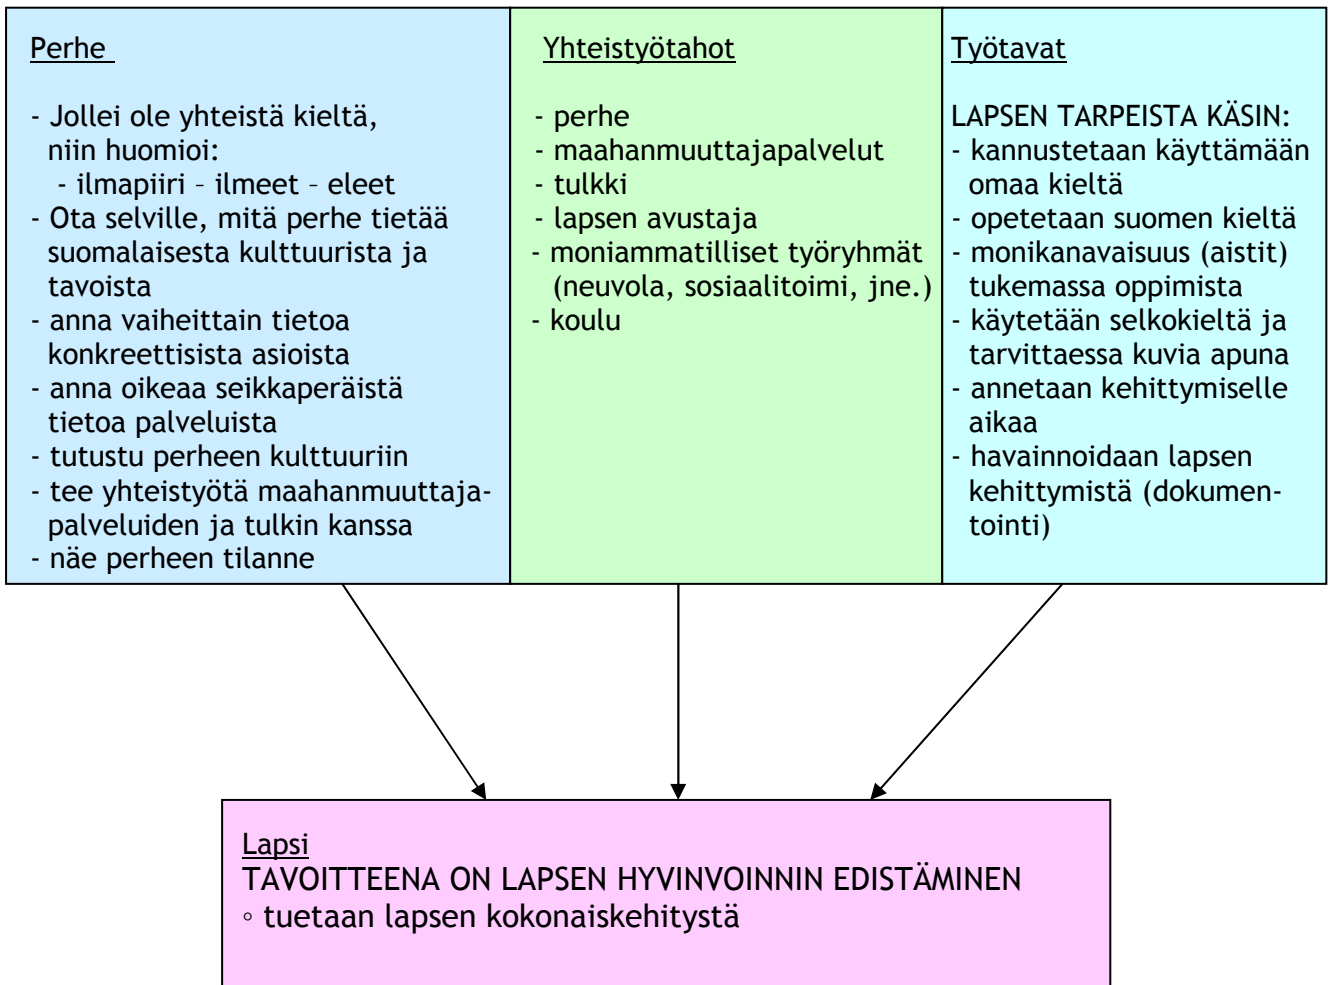 Perhe
- Jollei ole yhteistä kieltä,
niin huomioi:
- ilmapiiri – ilmeet – eleet
- Ota selville, mitä perhe tietää
suomalaisesta kulttuurista ja
tavoista
- anna vaiheittain tietoa
konkreettisista asioista
- anna oikeaa seikkaperäistä
tietoa palveluista
- tutustu perheen kulttuuriin
- tee yhteistyötä maahanmuuttaja-
palveluiden ja tulkin kanssa
- näe perheen tilanne
Yhteistyötahot
- perhe
- maahanmuuttajapalvelut
- tulkki
- lapsen avustaja
- moniammatilliset työryhmät
(neuvola, sosiaalitoimi, jne.)
- koulu
Työtavat
LAPSEN TARPEISTA KÄSIN:
- kannustetaan käyttämään
omaa kieltä
- opetetaan suomen kieltä
- monikanavaisuus (aistit)
tukemassa oppimista
- käytetään selkokieltä ja
tarvittaessa kuvia apuna
- annetaan kehittymiselle
aikaa
- havainnoidaan lapsen
kehittymistä (dokumen-
tointi)
Lapsi
TAVOITTEENA ON LAPSEN HYVINVOINNIN EDISTÄMINEN
◦ tuetaan lapsen kokonaiskehitystä